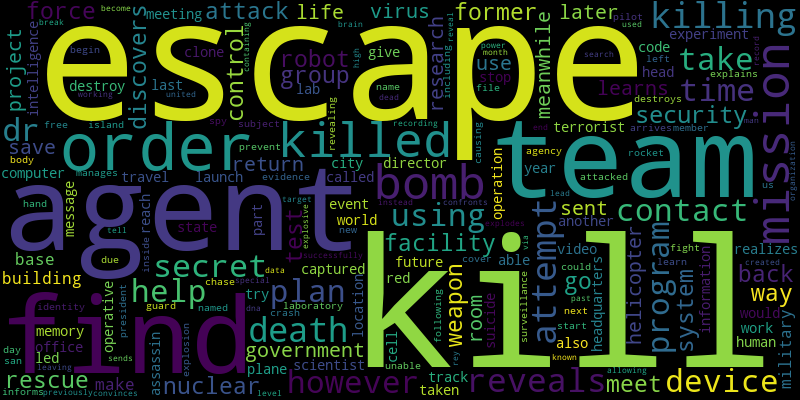 force
break
become
meeting
attack
life
virus
former
later
pilot
used
killing
escape
discovers
intelligence
project
clone
robot
group
lab
control
containing
brain
begin
give
high
research
including
reveal
use
stop
file
power
month
meanwhile
code
head
left
search
experiment
take
explains
record
destroy
working
united
last
name
dead
learns
destroys
time
dr
save
computer
body
free
island
spy
subject
order
killed
prevent
recording
revealing
causing
team
terrorist
arrives
member
man
security
mission
rocket
organization
manages
travel
launch
evidence
return
city
called
director
agency
year
attacked
target
lead
us
agent
hand
message
tell
inside
reach
state
part
test
event
world
new
bomb
instead
confronts
using
operation
sent
another
contact
facility
via
provides
video
realizes
created
base
due
secret
data
chase
explosive
successfully
captured
future
red
cover
able
attempt
could
go
past
headquarters
helicopter
fight
learn
information
program
system
back
way
building
find
identity
operative
president
help
special
guard
named
dna
laboratory
try
plan
location
kill
cell
following
weapon
room
suicide
surveillance
next
start
also
known
would
work
human
military
memory
office
led
day
san
leaving
assassin
explosion
death
government
plane
crash
scientist
unable
rey
rescue
make
sends
informs
previously
convinces
nuclear
level
however
track
taken
reveals
allowing
meet
device